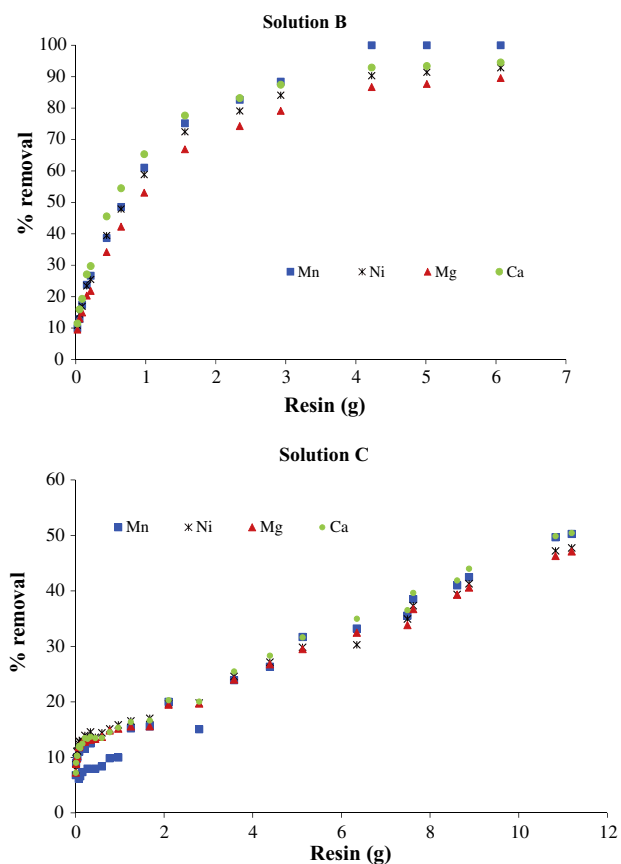 Solution B
100
90
80
70
60
50
40
30
20
10
0
% removal
Mn Ni Mg Ca
0 1 2 3 4 5 6 7
Resin (g)
Solution C
60
50
40
30
20
10
0
% removal
Mn Ni Mg Ca
0 2 4 6 8 10 12
Resin (g)